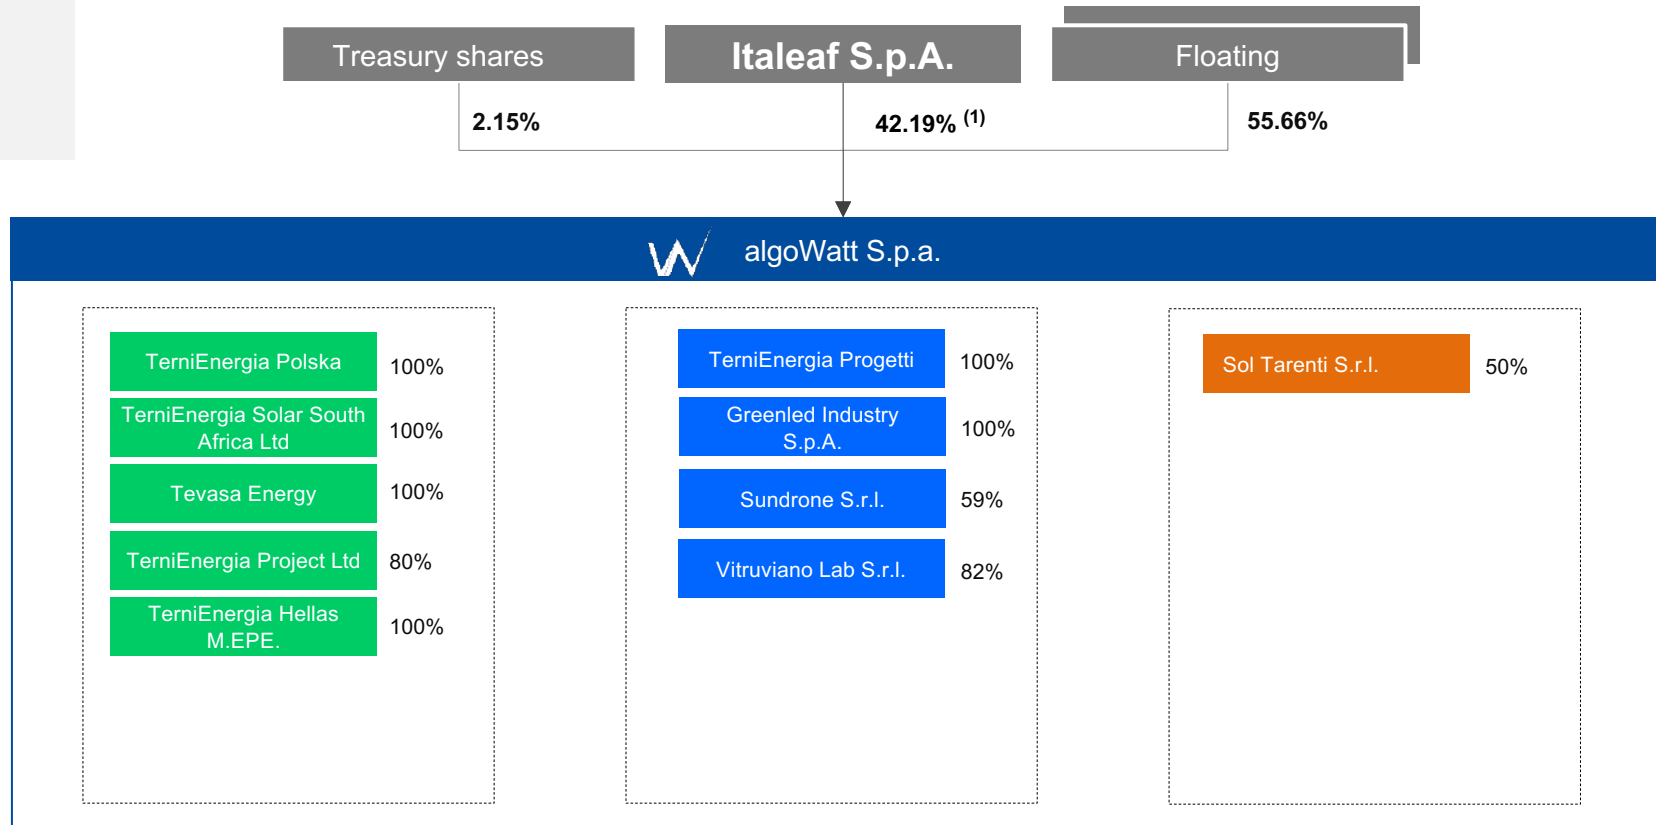 Treasury shares
Italeaf S.p.A.
Floating
2.15%
42.19% (1)
55.66%
algoWatt S.p.a.
TerniEnergia Polska
100%
TerniEnergia Solar South
Africa Ltd
100%
Tevasa Energy
100%
TerniEnergia Project Ltd
80%
TerniEnergia Hellas
M.EPE.
100%
TerniEnergia Progetti
100%
Greenled Industry
S.p.A.
100%
Sundrone S.r.l.
59%
Vitruviano Lab S.r.l.
82%
Sol Tarenti S.r.l.
50%